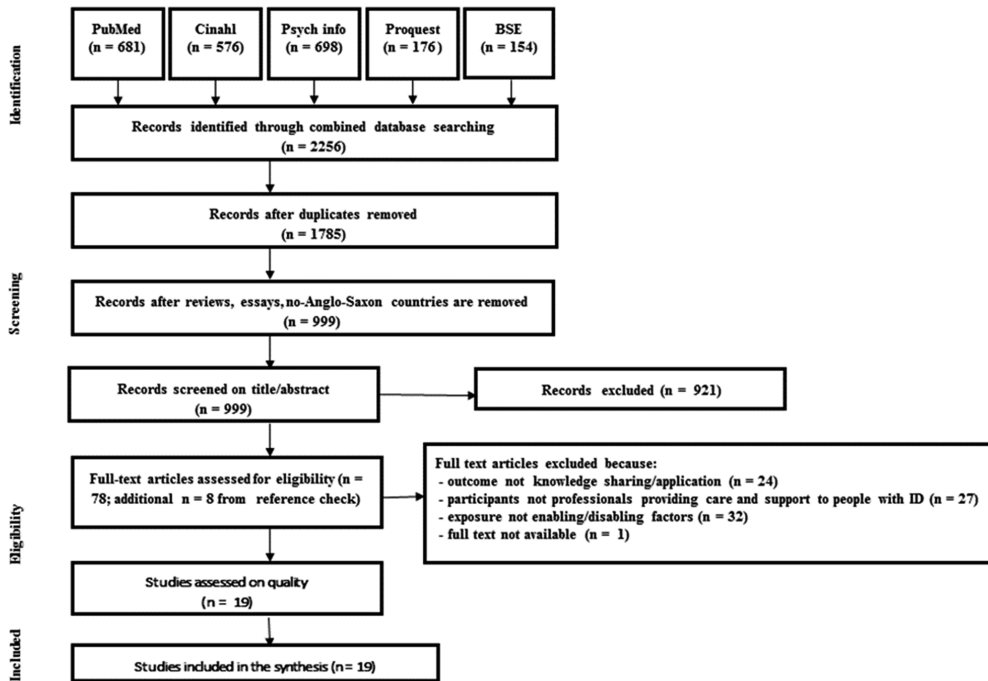 PubMed
(n = 681)
Cinahl
(n = 576)
Psych info
(n = 698)
Proquest
(n = 176)
BSE
(n = 154)
Identification
Records identified through combined database searching
(n = 2256)
Records after duplicates removed
(n = 1785)
Screening
Records after reviews, essays,no-Anglo-Saxon countries are removed
(n = 999)
Records screened on title/abstract
(n = 999)
Records excluded (n = 921)
Eligibility
Full-text articles assessed for eligibility (n =
78; additional n = 8 from reference check)
Full text articles excluded because:
- outcome not knowledge sharing/application (n = 24)
- participants not professionals providing care and support to people with ID (n = 27)
- exposure not enabling/disabling factors (n = 32)
- full text not available (n = 1)
Studies assessed on quality
(n = 19)
Included
Studies included in the synthesis (n= 19)